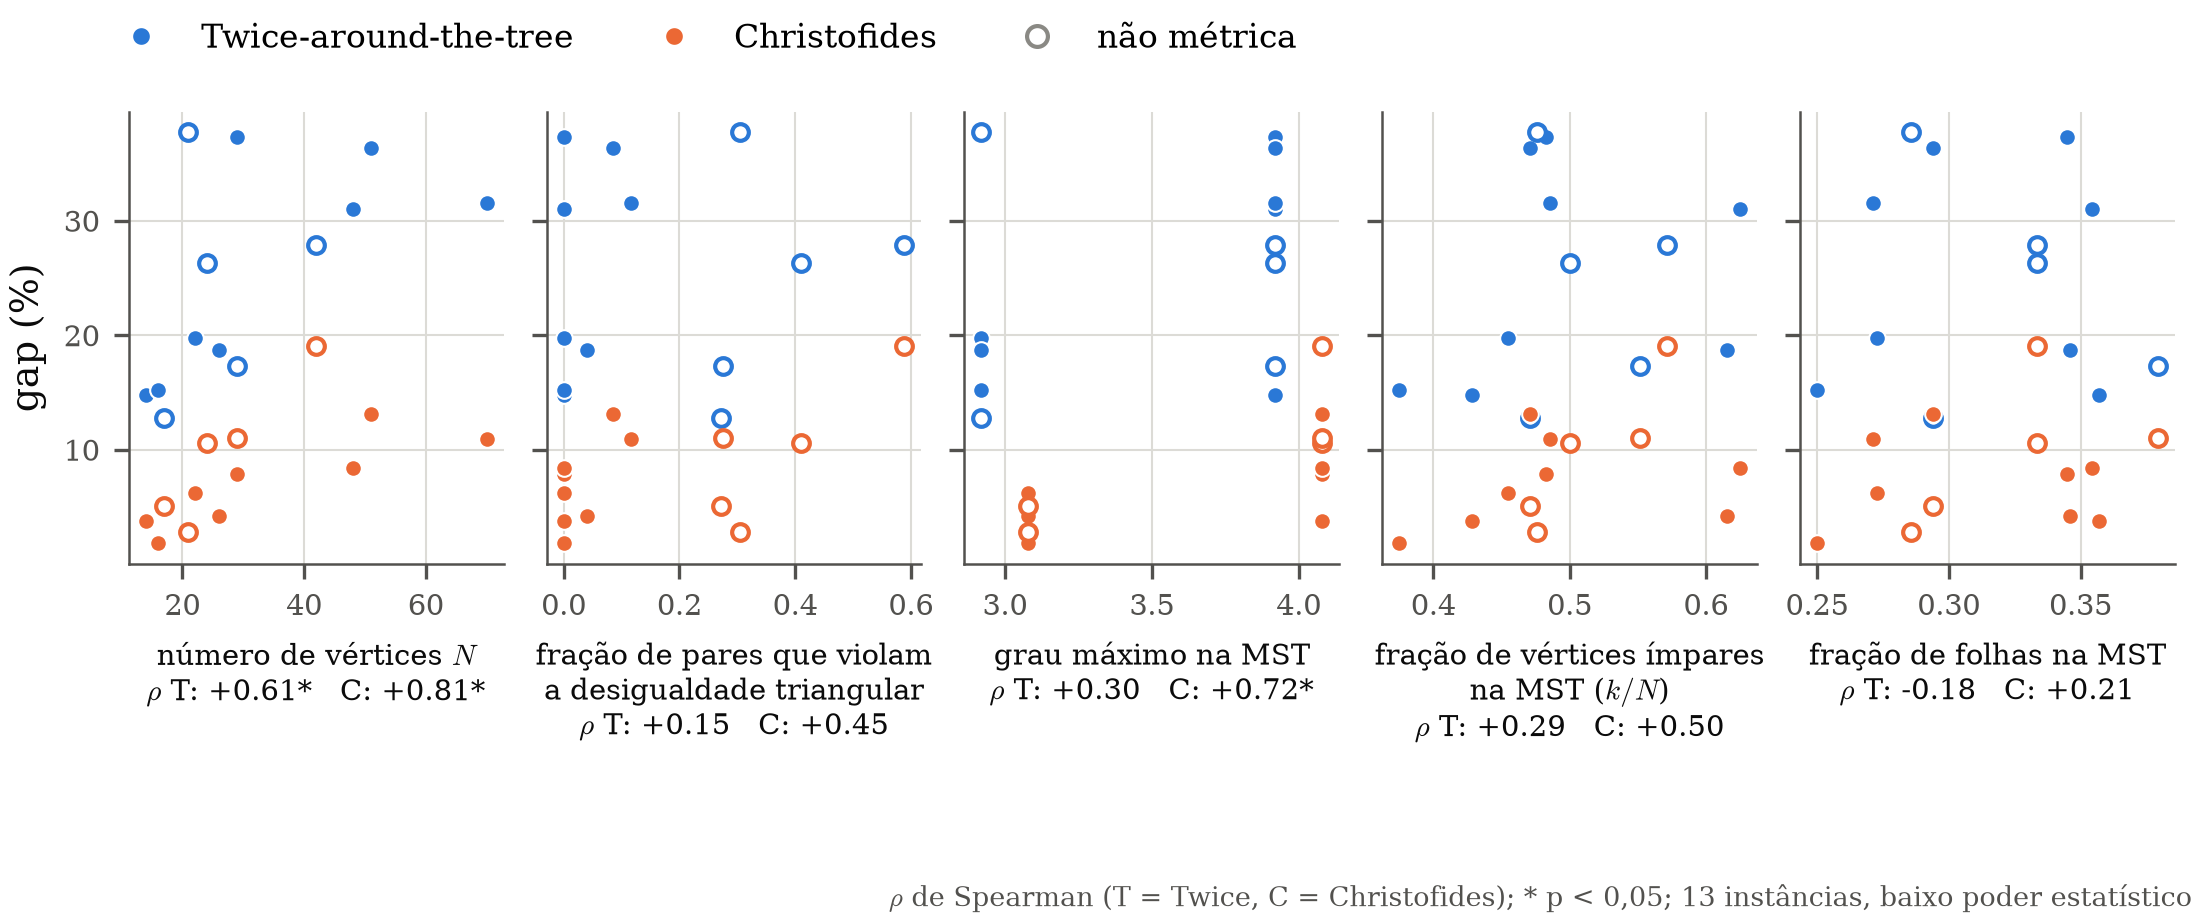 Twice-around-the-tree
Christofides
não métrica
gap (%)
30
20
10
20 40 60
0.0 0.2 0.4 0.6
3.0 3.5 4.0
0.4 0.5 0.6
0.25 0.30 0.35
número de vértices N
ρ T: +0.61* C: +0.81*
fração de pares que violam
a desigualdade triangular
ρ T: +0.15 C: +0.45
grau máximo na MST
ρ T: +0.30 C: +0.72*
fração de vértices ímpares
na MST (k/N)
ρ T: +0.29 C: +0.50
fração de folhas na MST
ρ T: -0.18 C: +0.21
ρ de Spearman (T = Twice, C = Christofides); * p < 0,05; 13 instâncias, baixo poder estatístico